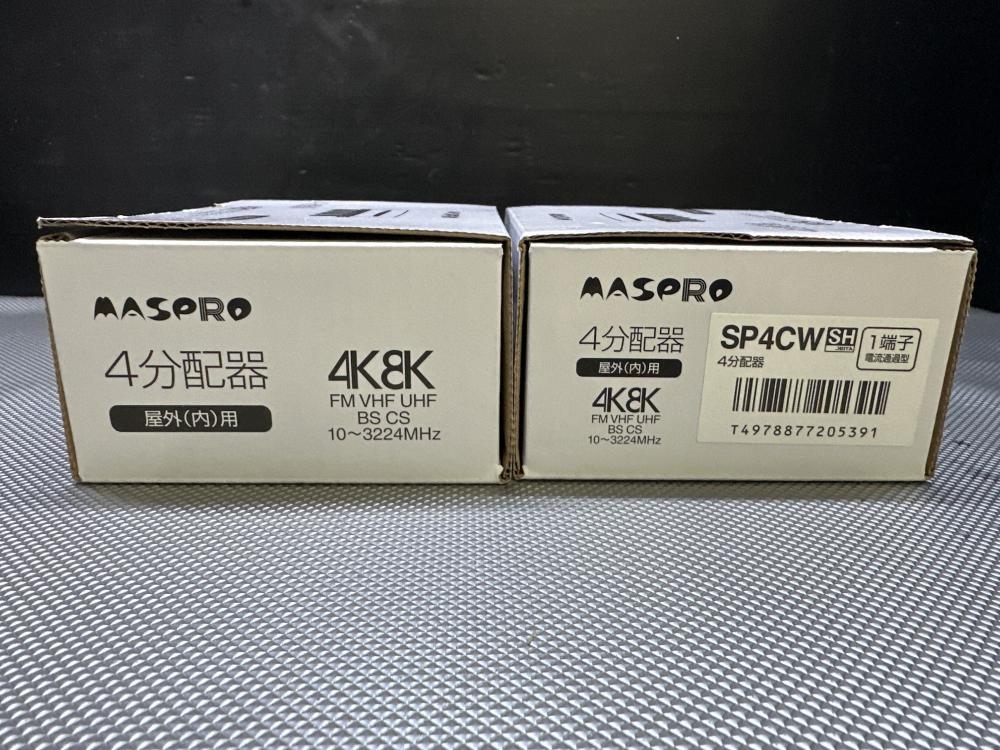 MASPRO
4分配器
屋外(内)用
4K8K
FM VHF UHF
BS CS
10～3224MHz
MASPRO
4分配器
屋外(内)用
4K8K
FM VHF UHF
BS CS
10～3224MHz
SP4CW SH
JEITA
1端子
電流通過型
4分配器
T4978877205391